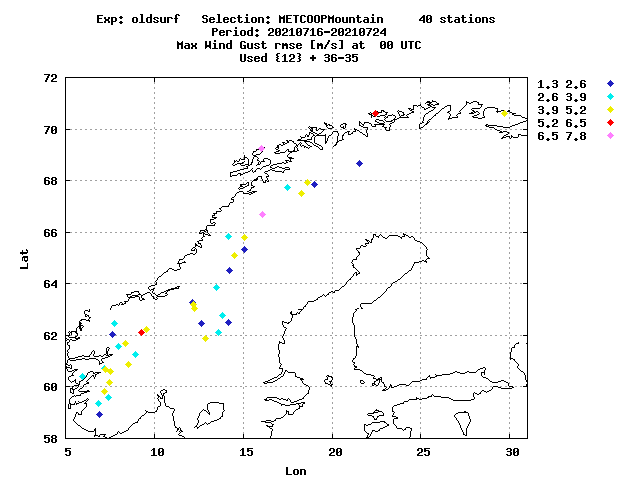 Exp: oldsurf   Selection: METCOOPMountain     40 stations
Period: 20210716-20210724
Max Wind Gust rmse [m/s] at  00 UTC
Used {12} + 36-35
72
70
68
66
64
62
60
58
Lat
5 10 15 20 25 30
Lon
1.3 2.6
2.6 3.9
3.9 5.2
5.2 6.5
6.5 7.8